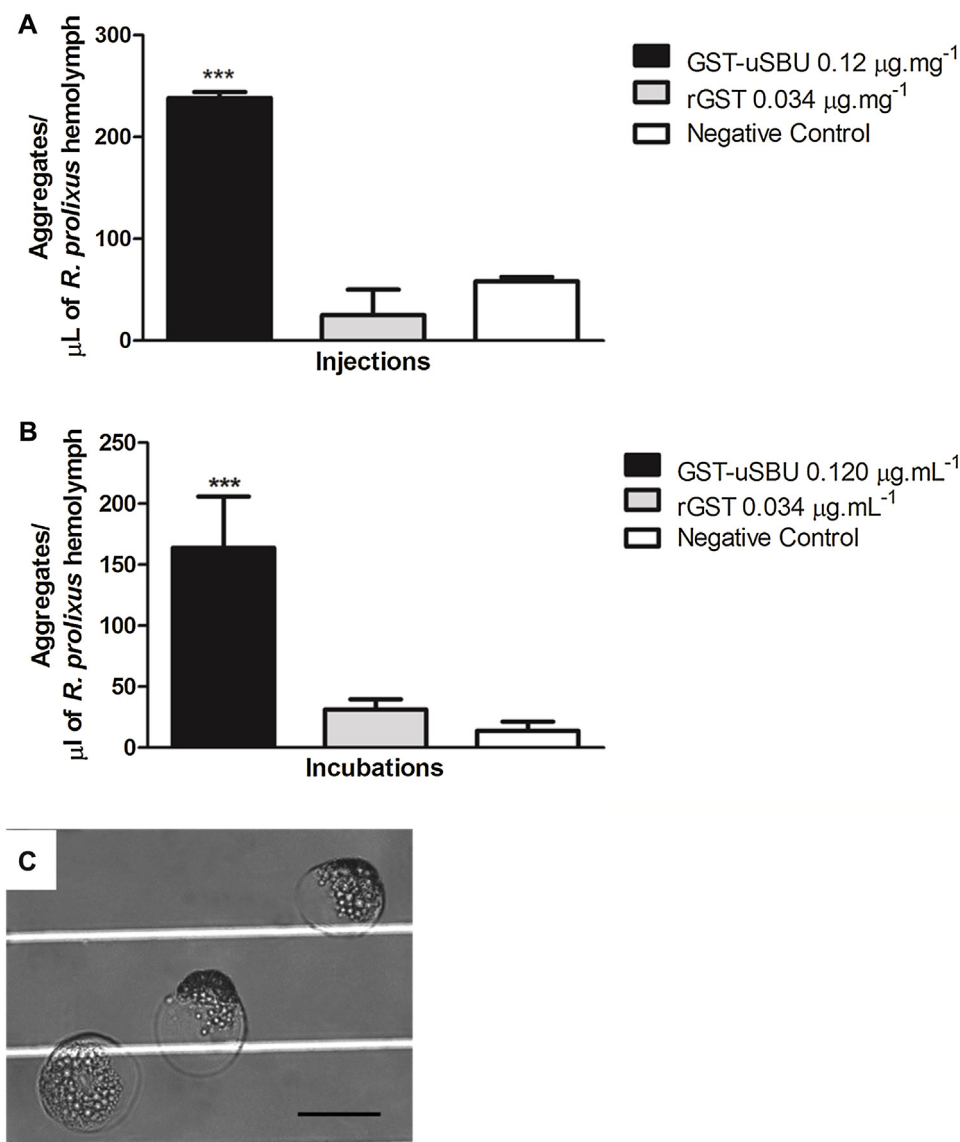 A
300
200
100
0
Aggregates/
µL of R. prolixus hemolymph
***
Injections
GST-uSBU 0.12 µg.mg-1
rGST 0.034 µg.mg-1
Negative Control
B
250
200
150
100
50
0
Aggregates/
µl of R. prolixus hemolymph
***
Incubations
GST-uSBU 0.120 µg.mL-1
rGST 0.034 µg.mL-1
Negative Control
C